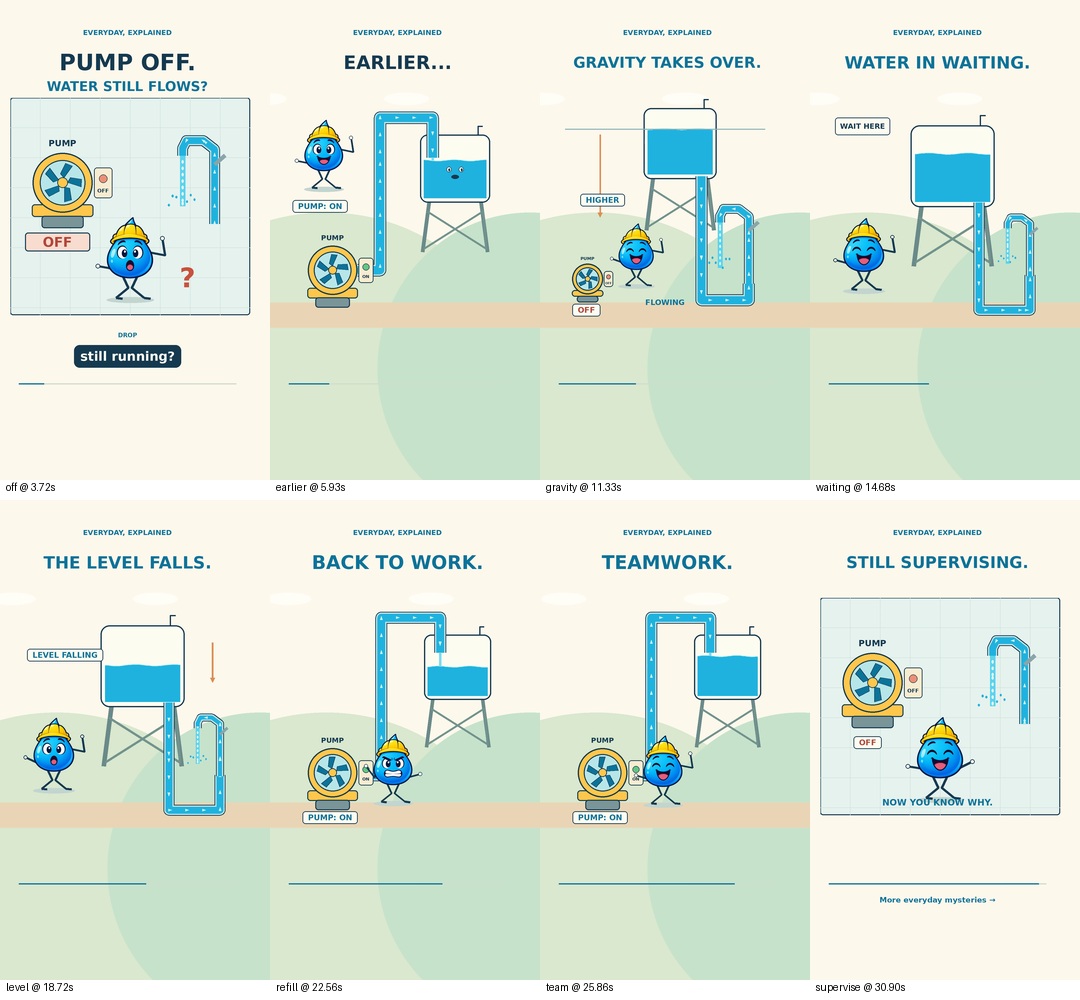 EVERYDAY, EXPLAINED
PUMP OFF.
WATER STILL FLOWS?
PUMP
OFF
OFF
?
DROP
still running?
off @ 3.72s
EVERYDAY, EXPLAINED
EARLIER...
PUMP: ON
PUMP
ON
earlier @ 5.93s
EVERYDAY, EXPLAINED
GRAVITY TAKES OVER.
HIGHER
PUMP
OFF
OFF
FLOWING
gravity @ 11.33s
EVERYDAY, EXPLAINED
WATER IN WAITING.
WAIT HERE
waiting @ 14.68s
EVERYDAY, EXPLAINED
THE LEVEL FALLS.
LEVEL FALLING
level @ 18.72s
EVERYDAY, EXPLAINED
BACK TO WORK.
PUMP
ON
PUMP: ON
refill @ 22.56s
EVERYDAY, EXPLAINED
TEAMWORK.
PUMP
ON
PUMP: ON
team @ 25.86s
EVERYDAY, EXPLAINED
STILL SUPERVISING.
PUMP
OFF
OFF
NOW YOU KNOW WHY.
More everyday mysteries →
supervise @ 30.90s